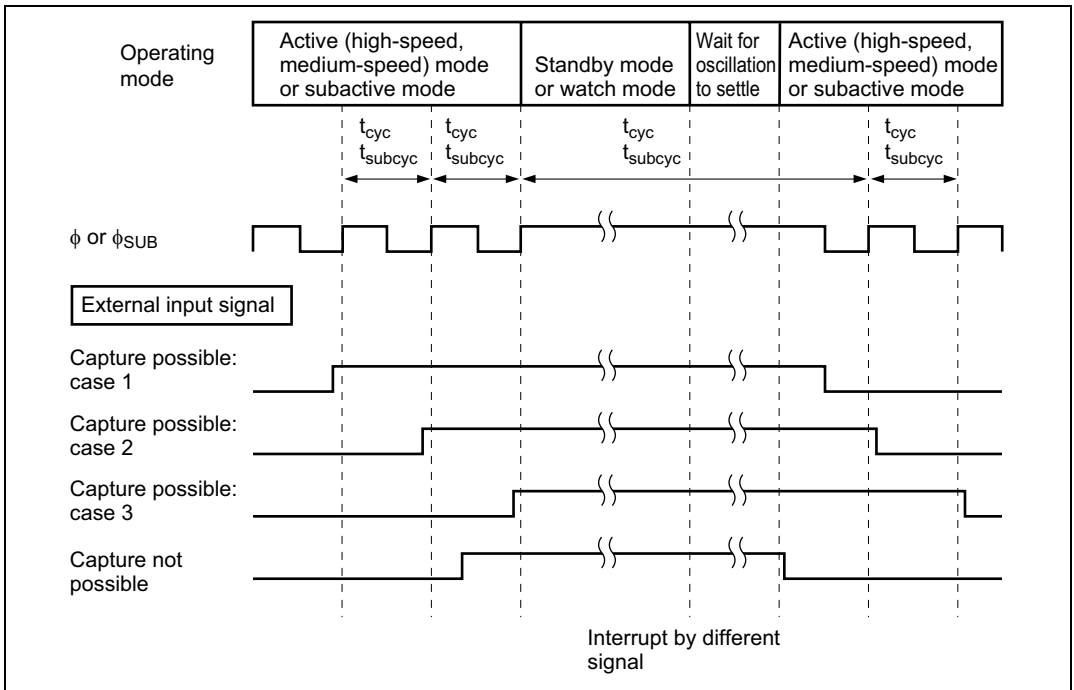 Operating
mode
Active (high-speed,
medium-speed) mode
or subactive mode
Standby mode
or watch mode
Wait for
oscillation
to settle
Active (high-speed,
medium-speed) mode
or subactive mode
tcyc
tsubcyc
tcyc
tsubcyc
tcyc
tsubcyc
tcyc
tsubcyc
ϕ or ϕSUB
External input signal
Capture possible:
case 1
Capture possible:
case 2
Capture possible:
case 3
Capture not
possible
Interrupt by different
signal